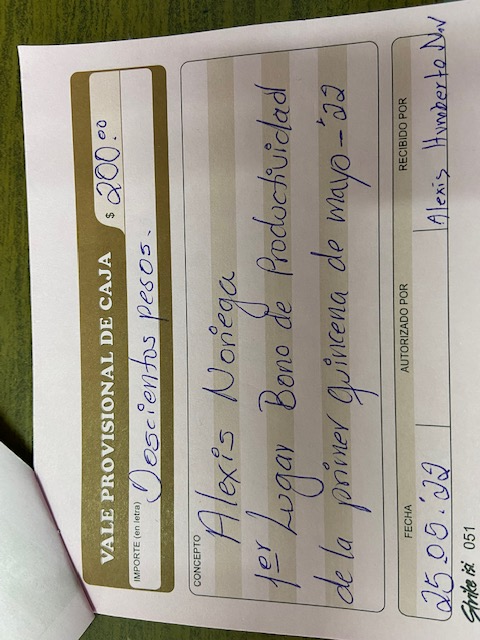 VALE PROVISIONAL DE CAJA $ 200.00
IMPORTE (en letra) Doscientos pesos.
CONCEPTO
Alexis Noriega
1er Lugar Bono de Productividad
de la primer quincena de mayo-'22
FECHA AUTORIZADO POR RECIBIDO POR
25.05.'22 Alexis Humberto
051